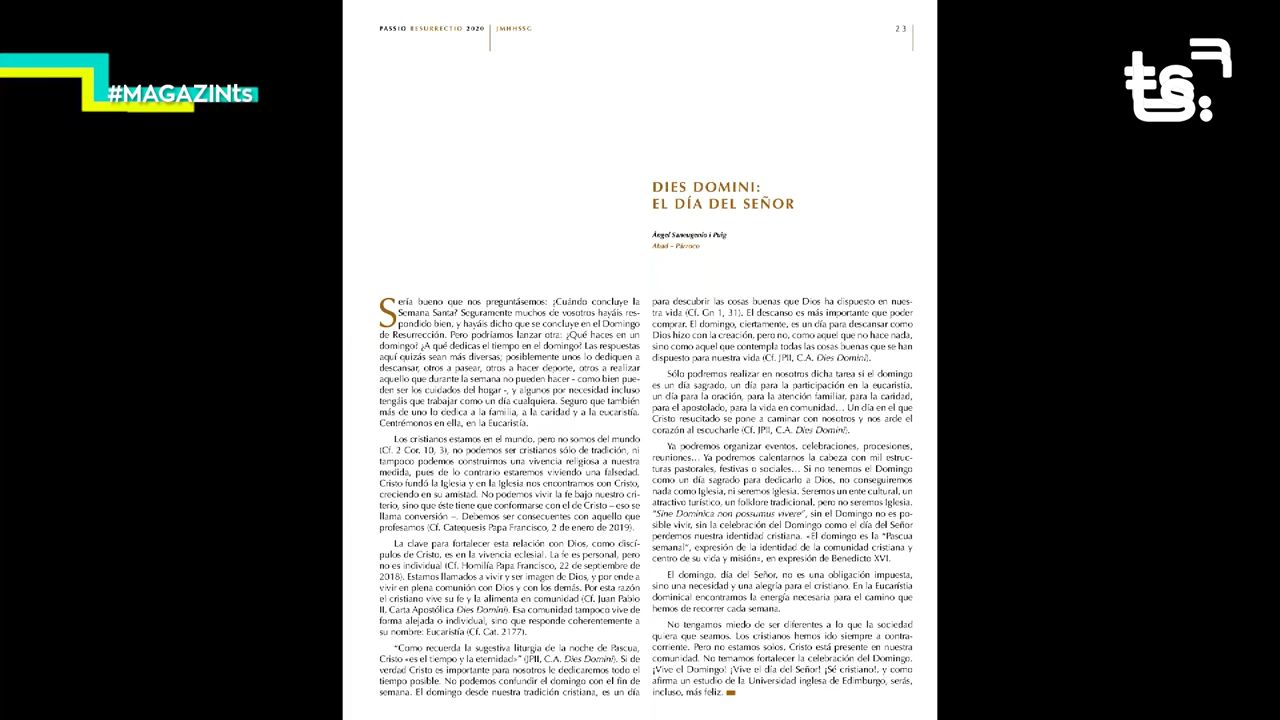 PASSIO RESURRECTIO 2020 JMHHSSG
23
#MAGAZINts
ts:
DIES DOMINI:
EL DÍA DEL SEÑOR
Àngel Saneugenio i Puig
Abad – Párroco
Sería bueno que nos preguntásemos: ¿Cuándo concluye la
Semana Santa? Seguramente muchos de vosotros hayáis res-
pondido bien, y hayáis dicho que se concluye en el Domingo
de Resurrección. Pero podríamos lanzar otra: ¿Qué haces en un
domingo? ¿A qué dedicas el tiempo en el domingo? Las respuestas
aquí quizás sean más diversas; posiblemente unos lo dediquen a
descansar, otros a pasear, otros a hacer deporte, otros a realizar
aquello que durante la semana no pueden hacer - como bien pue-
den ser los cuidados del hogar -, y algunos por necesidad incluso
tengáis que trabajar como un día cualquiera. Seguro que también
más de uno lo dedica a la familia, a la caridad y a la eucaristía.
Centrémonos en ella, en la Eucaristía.
Los cristianos estamos en el mundo, pero no somos del mundo
(Cf. 2 Cor. 10, 3), no podemos ser cristianos sólo de tradición, ni
tampoco podemos construirnos una vivencia religiosa a nuestra
medida, pues de lo contrario estaremos viviendo una falsedad.
Cristo fundó la Iglesia y en la Iglesia nos encontramos con Cristo,
creciendo en su amistad. No podemos vivir la fe bajo nuestro cri-
terio, sino que éste tiene que conformarse con el de Cristo – eso se
llama conversión –. Debemos ser consecuentes con aquello que
profesamos (Cf. Catequesis Papa Francisco, 2 de enero de 2019).
La clave para fortalecer esta relación con Dios, como discí-
pulos de Cristo, es en la vivencia eclesial. La fe es personal, pero
no es individual (Cf. Homilía Papa Francisco, 22 de septiembre de
2018). Estamos llamados a vivir y ser imagen de Dios, y por ende a
vivir en plena comunión con Dios y con los demás. Por esta razón
el cristiano vive su fe y la alimenta en comunidad (Cf. Juan Pablo
II, Carta Apostólica Dies Domini). Esa comunidad tampoco vive de
forma alejada o individual, sino que responde coherentemente a
su nombre: Eucaristía (Cf. Cat. 2177).
“Como recuerda la sugestiva liturgia de la noche de Pascua,
Cristo «es el tiempo y la eternidad»” (JPII, C.A. Dies Domini). Si de
verdad Cristo es importante para nosotros le dedicaremos todo el
tiempo posible. No podemos confundir el domingo con el fin de
semana. El domingo desde nuestra tradición cristiana, es un día
para descubrir las cosas buenas que Dios ha dispuesto en nues-
tra vida (Cf. Gn 1, 31). El descanso es más importante que poder
comprar. El domingo, ciertamente, es un día para descansar como
Dios hizo con la creación, pero no, como aquel que no hace nada,
sino como aquel que contempla todas las cosas buenas que se han
dispuesto para nuestra vida (Cf. JPII, C.A. Dies Domini).
Sólo podremos realizar en nosotros dicha tarea si el domingo
es un día sagrado, un día para la participación en la eucaristía,
un día para la oración, para la atención familiar, para la caridad,
para el apostolado, para la vida en comunidad... Un día en el que
Cristo resucitado se pone a caminar con nosotros y nos arde el
corazón al escucharle (Cf. JPII, C.A. Dies Domini).
Ya podremos organizar eventos, celebraciones, procesiones,
reuniones... Ya podremos calentarnos la cabeza con mil estruc-
turas pastorales, festivas o sociales... Si no tenemos el Domingo
como un día sagrado para dedicarlo a Dios, no conseguiremos
nada como Iglesia, ni seremos Iglesia. Seremos un ente cultural, un
atractivo turístico, un folklore tradicional, pero no seremos Iglesia.
“Sine Dominica non possumus vivere”, sin el Domingo no es po-
sible vivir, sin la celebración del Domingo como el día del Señor
perdemos nuestra identidad cristiana. «El domingo es la “Pascua
semanal”, expresión de la identidad de la comunidad cristiana y
centro de su vida y misión», en expresión de Benedicto XVI.
El domingo, día del Señor, no es una obligación impuesta,
sino una necesidad y una alegría para el cristiano. En la Eucaristía
dominical encontramos la energía necesaria para el camino que
hemos de recorrer cada semana.
No tengamos miedo de ser diferentes a lo que la sociedad
quiera que seamos. Los cristianos hemos ido siempre a contra-
corriente. Pero no estamos solos, Cristo está presente en nuestra
comunidad. No temamos fortalecer la celebración del Domingo.
¡Vive el Domingo! ¡Vive el día del Señor! ¡Sé cristiano!, y como
afirma un estudio de la Universidad inglesa de Edimburgo, serás,
incluso, más feliz.